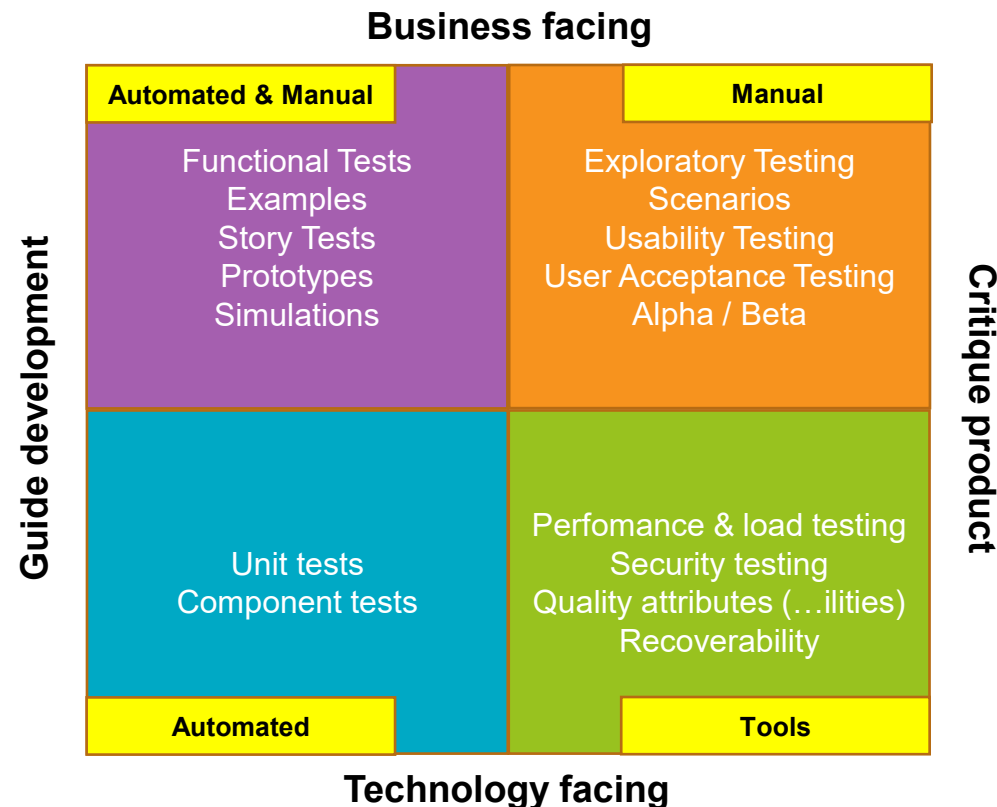 Business facing
Automated & Manual
Functional Tests
Examples
Story Tests
Prototypes
Simulations
Manual
Exploratory Testing
Scenarios
Usability Testing
User Acceptance Testing
Alpha / Beta
Guide development
Critique product
Unit tests
Component tests
Automated
Perfomance & load testing
Security testing
Quality attributes (…ilities)
Recoverability
Tools
Technology facing